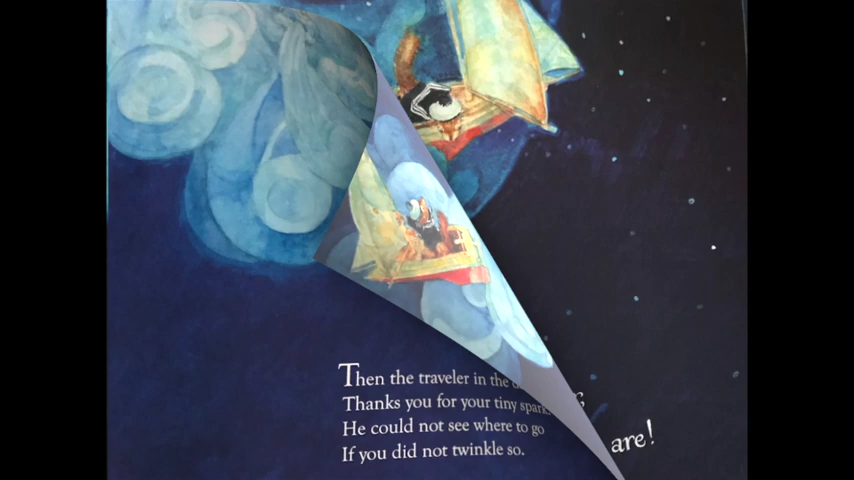 Then the traveler in the
Thanks you for your tiny spark
He could not see where to go
If you did not twinkle so.
are!